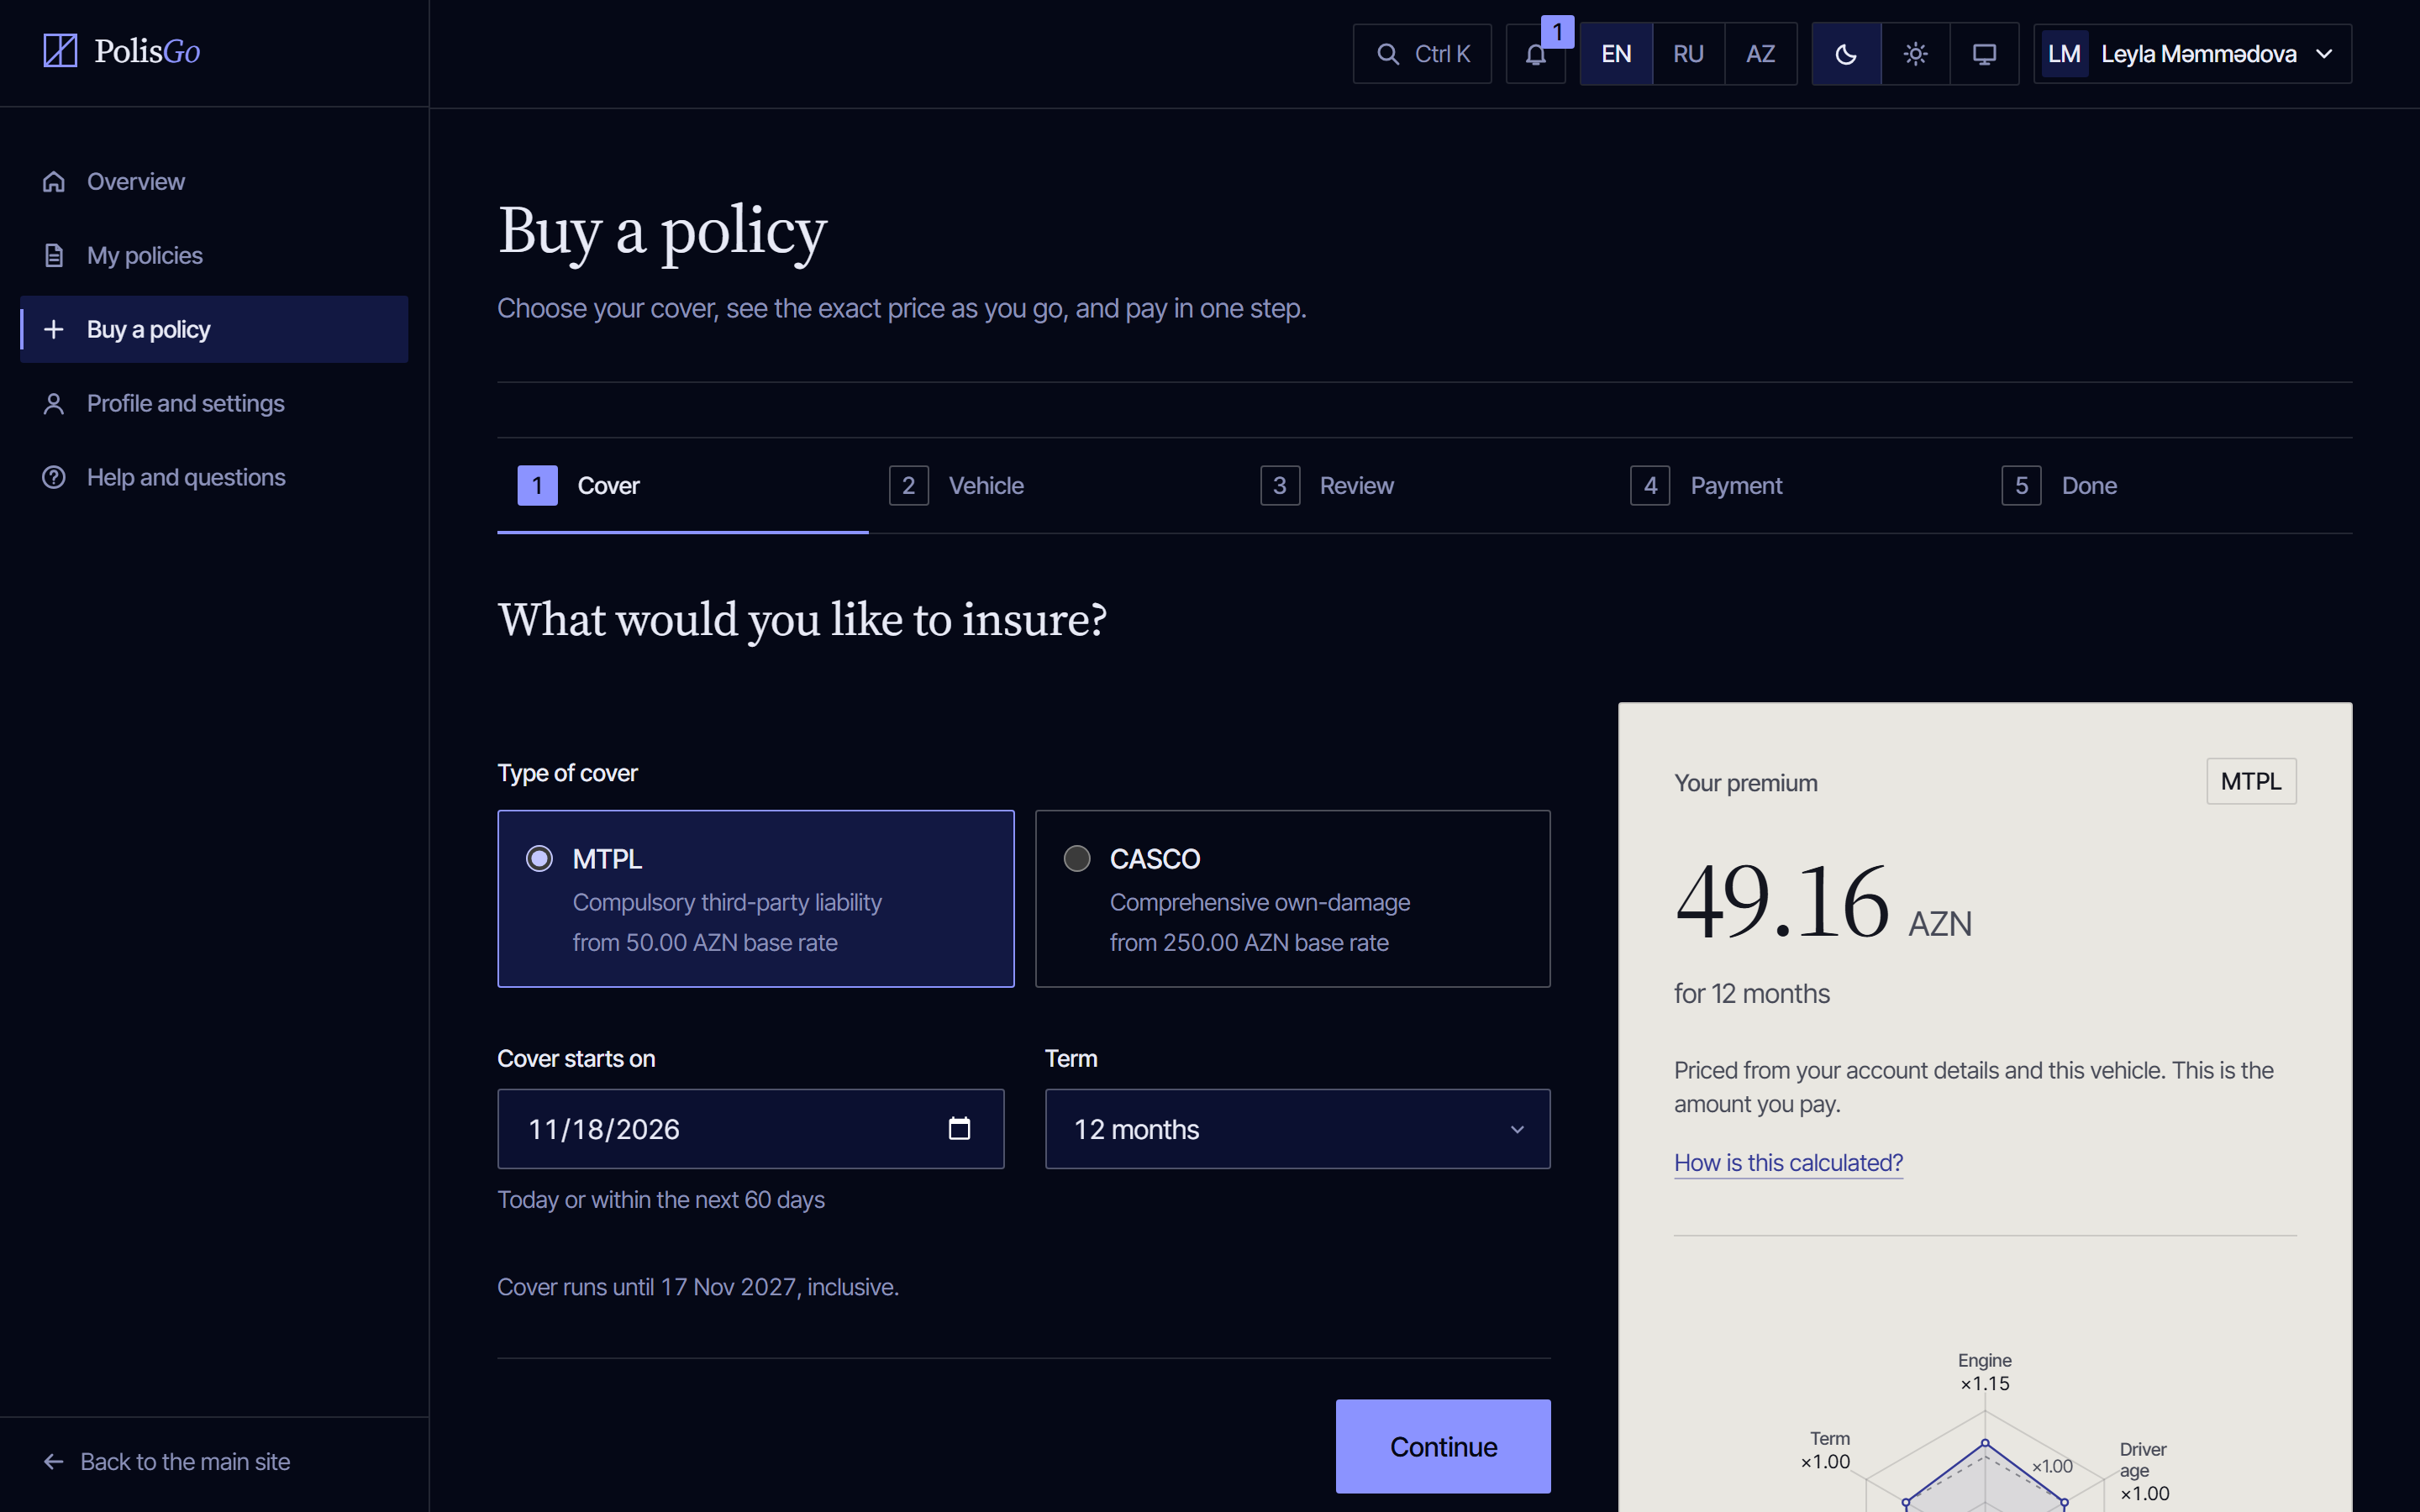 PolisGo
Ctrl K
1
EN
RU
AZ
LM
Leyla Məmmədova
Overview
My policies
Buy a policy
Profile and settings
Help and questions
Back to the main site
Buy a policy
Choose your cover, see the exact price as you go, and pay in one step.
1 Cover
2 Vehicle
3 Review
4 Payment
5 Done
What would you like to insure?
Type of cover
MTPL
Compulsory third-party liability
from 50.00 AZN base rate
CASCO
Comprehensive own-damage
from 250.00 AZN base rate
Cover starts on
11/18/2026
Today or within the next 60 days
Term
12 months
Cover runs until 17 Nov 2027, inclusive.
Continue
Your premium
MTPL
49.16 AZN
for 12 months
Priced from your account details and this vehicle. This is the
amount you pay.
How is this calculated?
Engine
×1.15
Term
×1.00
×1.00
Driver
age
×1.00